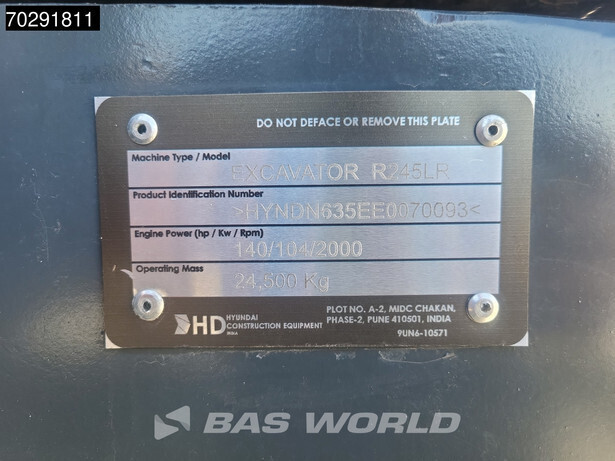 70291811
DO NOT DEFACE OR REMOVE THIS PLATE
Machine Type / Model
EXCAVATOR R245LR
Product Identification Number
>HYNDN635EE0070093<
Engine Power (hp / Kw / Rpm)
140/104/2000
Operating Mass
24,500 Kg
HD HYUNDAI
CONSTRUCTION EQUIPMENT
INDIA
PLOT NO. A-2, MIDC CHAKAN,
PHASE-2, PUNE 410501, INDIA
9UN6-10571
BAS WORLD